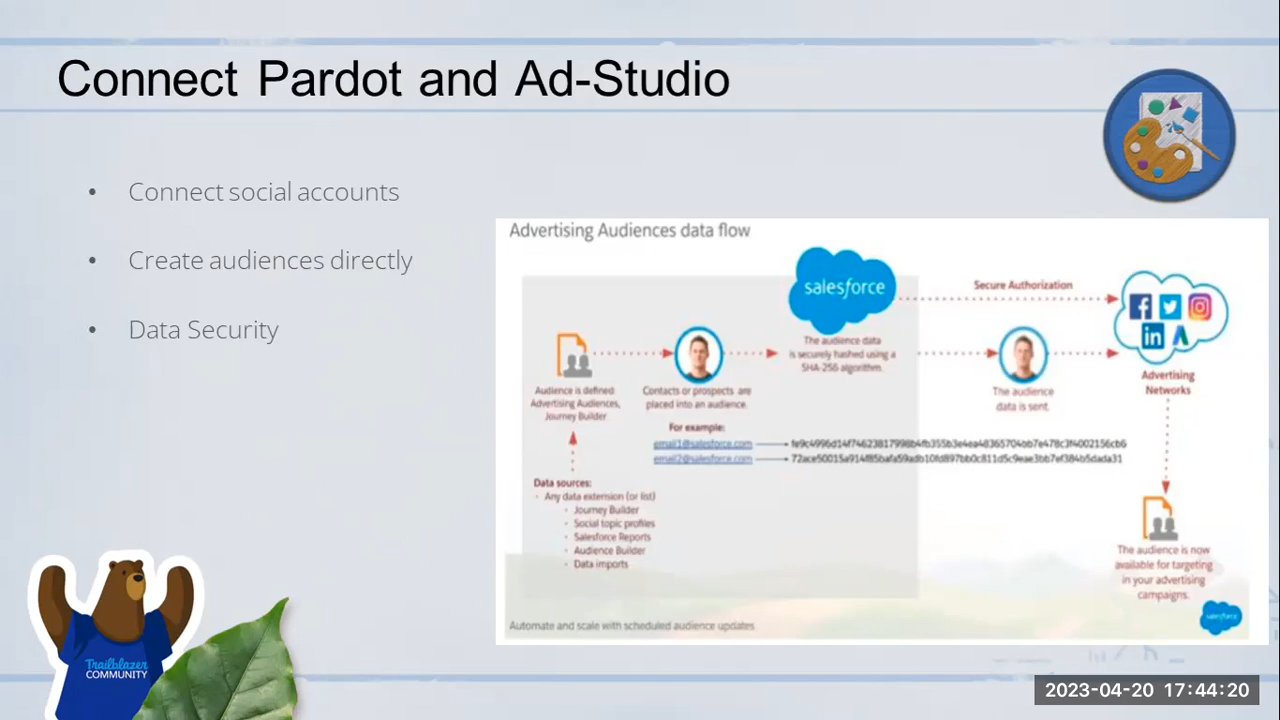 Connect Pardot and Ad-Studio
• Connect social accounts
• Create audiences directly
• Data Security
Advertising Audiences data flow
salesforce
Secure Authorization
The audience data
is securely hashed using a
SHA-256 algorithm.
Audience is defined
Advertising Audiences,
Journey Builder.
Contacts or prospects are
placed into an audience.
The audience
data is sent.
Advertising
Networks
For example:
email1@salesforce.com
email2@salesforce.com
Data sources:
- Any data extension (or list)
- Journey Builder
- Social topic profiles
- Salesforce Reports
- Audience Builder
- Data imports
The audience is now
available for targeting
in your advertising
campaigns.
Automate and scale with scheduled audience updates
salesforce
Trailblazer
COMMUNITY
2023-04-20 17:44:20